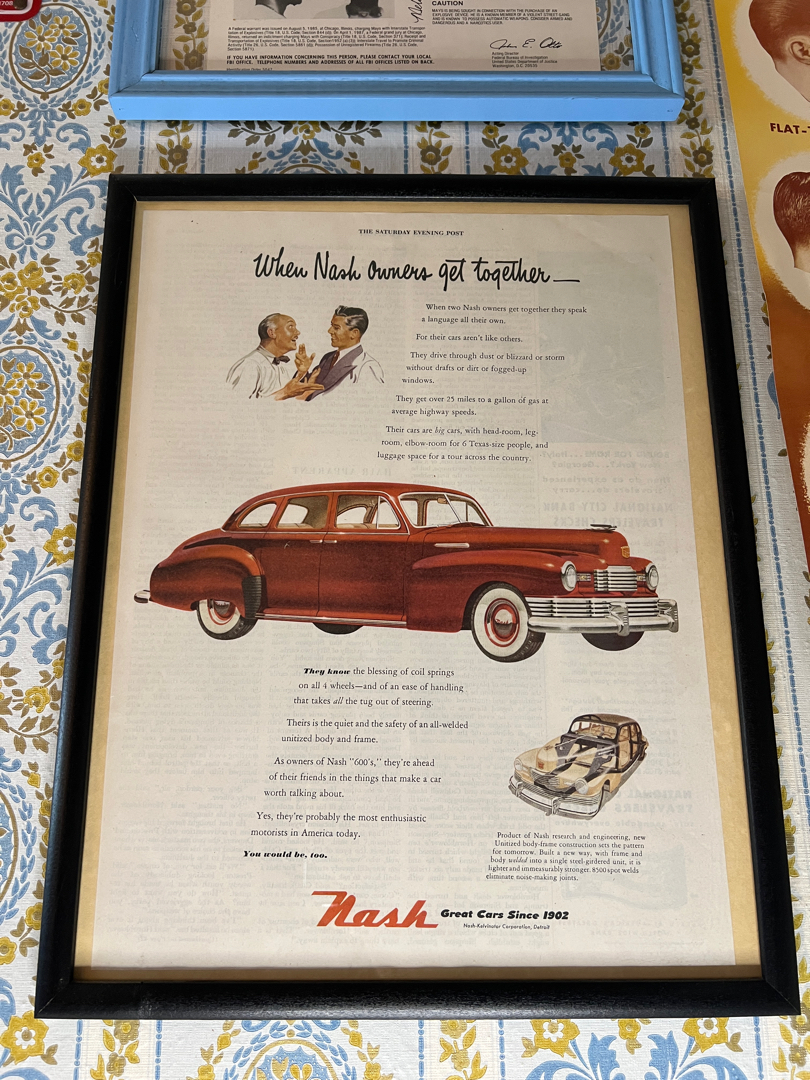 CAUTION
IF YOU HAVE INFORMATION CONCERNING THIS PERSON, PLEASE CONTACT YOUR LOCAL
FBI OFFICE. TELEPHONE NUMBERS AND ADDRESSES OF ALL FBI OFFICES LISTED ON BACK.
Federal Bureau of Investigation
United States Department of Justice
Washington, D.C. 20535
FLAT-
THE SATURDAY EVENING POST
When Nash owners get together—
When two Nash owners get together they speak
a language all their own.
For their cars aren't like others.
They drive through dust or blizzard or storm
without drafts or dirt or fogged-up
windows.
They get over 25 miles to a gallon of gas at
average highway speeds.
Their cars are big cars, with head-room, leg-
room, elbow-room for 6 Texas-size people, and
luggage space for a tour across the country.
They know the blessing of coil springs
on all 4 wheels—and of an ease of handling
that takes all the tug out of steering.
Theirs is the quiet and the safety of an all-welded
unitized body and frame.
As owners of Nash "600's," they're ahead
of their friends in the things that make a car
worth talking about.
Yes, they're probably the most enthusiastic
motorists in America today.
You would be, too.
Product of Nash research and engineering, new
Unitized body-frame construction sets the pattern
for tomorrow. Built a new way, with frame and
body welded into a single steel-girdered unit, it is
lighter and immeasurably stronger. 8500 spot welds
eliminate noise-making joints.
Nash Great Cars Since 1902
Nash-Kelvinator Corporation, Detroit